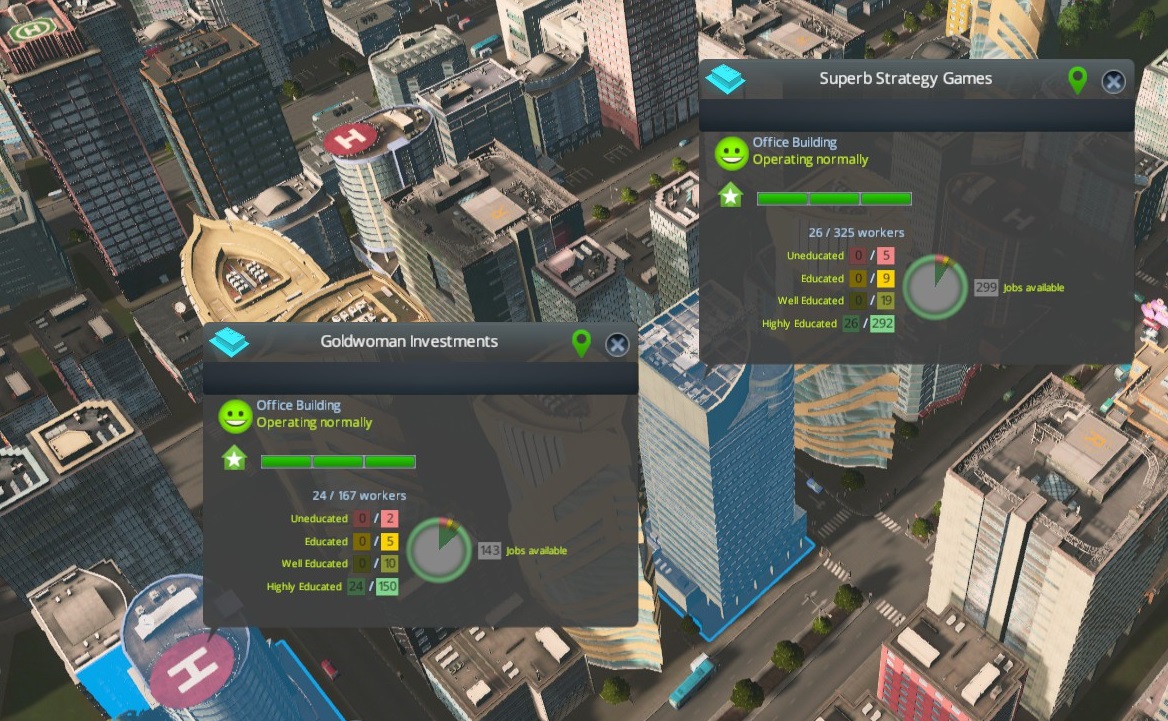 Superb Strategy Games
Office Building
Operating normally
26 / 325 workers
Uneducated 0 / 5
Educated 0 / 9
Well Educated 0 / 19
Highly Educated 26 / 292
299 Jobs available
Goldwoman Investments
Office Building
Operating normally
24 / 167 workers
Uneducated 0 / 2
Educated 0 / 5
Well Educated 0 / 10
Highly Educated 24 / 150
143 Jobs available
H
H
H